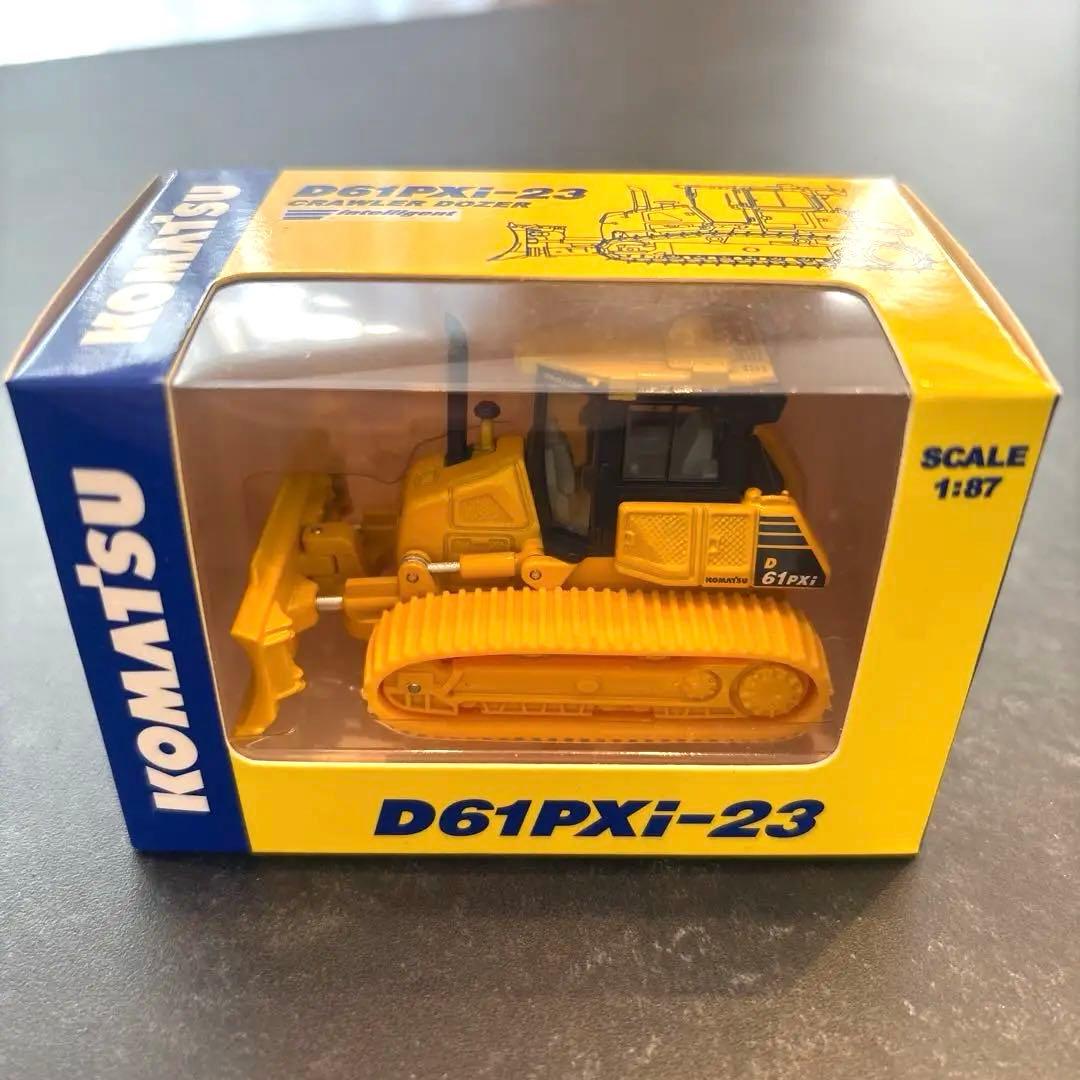 KOMATSU
D61PXi-23
CRAWLER DOZER
intelligent
SCALE
1:87
KOMATSU
KOMATSU
D
61PXi
D61PXi-23